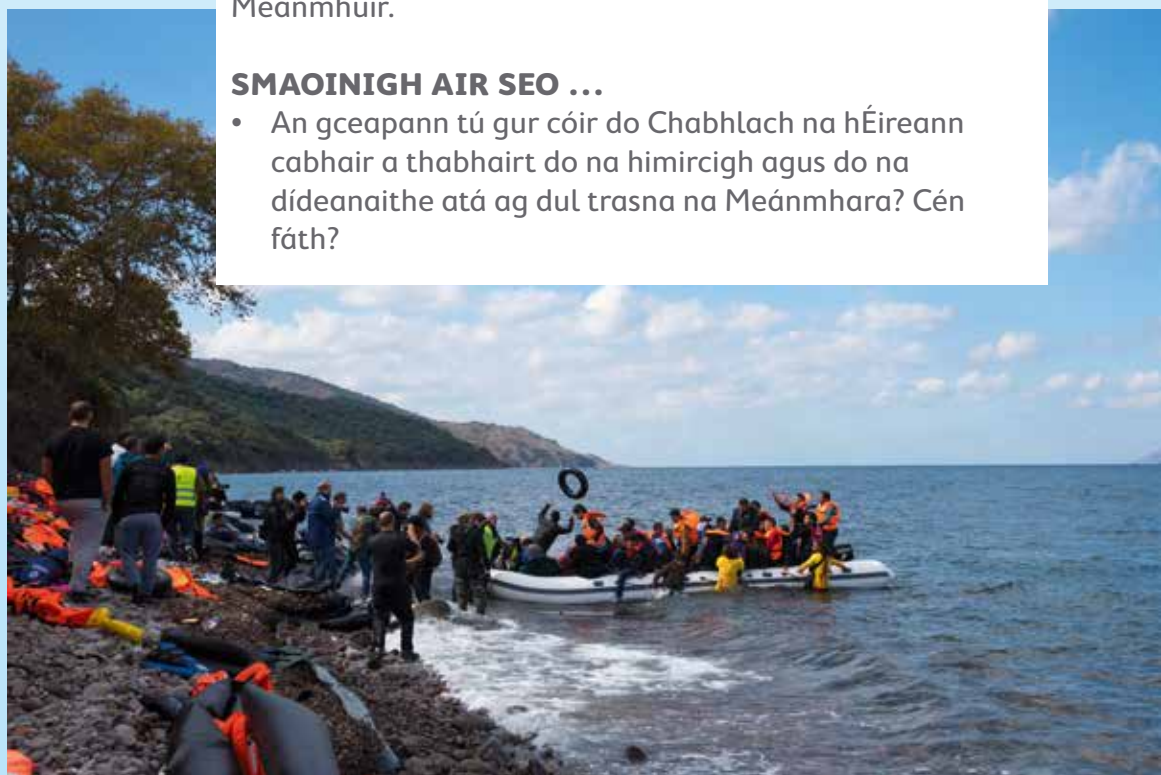 Meánmhuir.
SMAOINIGH AIR SEO ...
• An gceapann tú gur cóir do Chabhlach na hÉireann
cabhair a thabhairt do na himircigh agus do na
dídeanaithe atá ag dul trasna na Meánmhara? Cén
fáth?